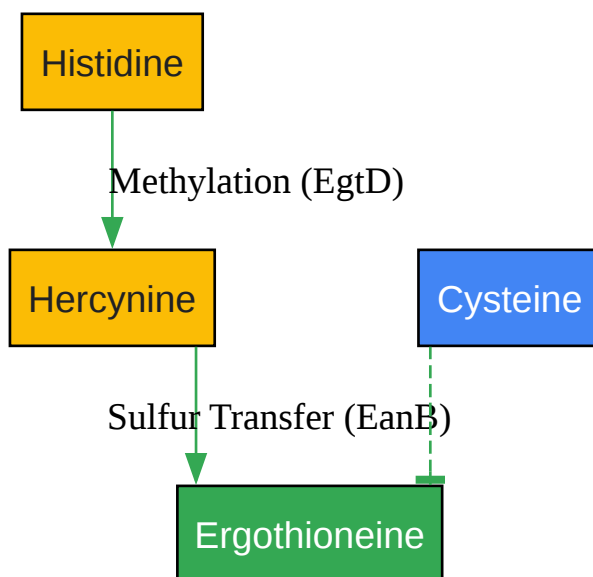 Histidine
Methylation (EgtD)
Hercynine
Cysteine
Sulfur Transfer (EanB)
Ergothioneine